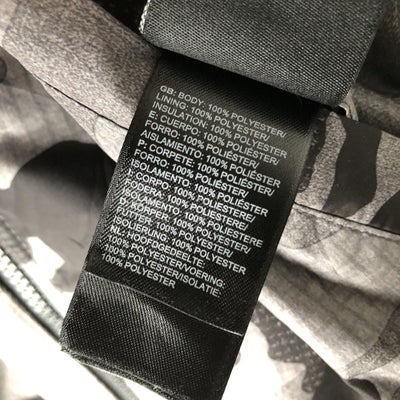 GB: BODY: 100% POLYESTER/
LINING: 100% POLYESTER/
INSULATION: 100% POLYESTER/
E: CUERPO: 100% POLIÉSTER/
FORRO: 100% POLIÉSTER/
AISLAMIENTO: 100% POLIÉSTER
P: CORPETE: 100% POLIÉSTER/
FORRO: 100% POLIÉSTER/
ISOLAMENTO: 100% POLIÉSTER
I: CORPO: 100% POLIESTERE/
FODERA: 100% POLIESTERE/
100% POLIESTERE
D: KÖRPER: 100% POLYESTER/
FUTTER: 100% POLYESTER/
ISOLIERUNG: 100% POLYESTER
NL: HOOFDGEDEELTE:
100% POLYESTER/VOERING:
100% POLYESTER/ISOLATIE:
100% POLYESTER